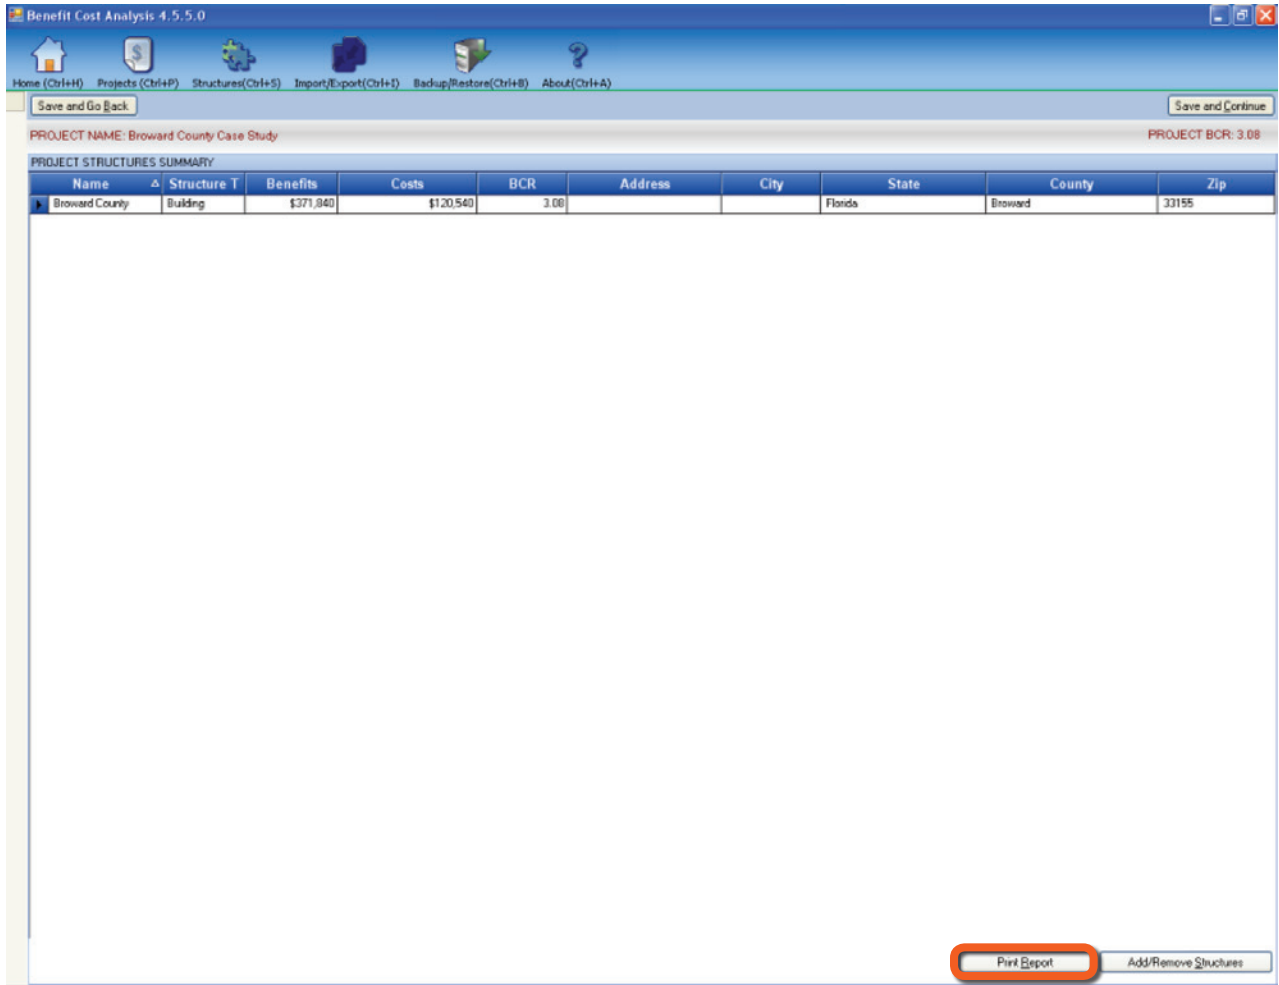 Benefit Cost Analysis 4.5.5.0
Home (Ctrl+H) Projects (Ctrl+P) Structures(Ctrl+S) Import/Export(Ctrl+I) Backup/Restore(Ctrl+B) About(Ctrl+A)
Save and Go Back Save and Continue
PROJECT NAME: Broward County Case Study PROJECT BCR: 3.08
PROJECT STRUCTURES SUMMARY
Name Structure T Benefits Costs BCR Address City State County Zip
Broward County Building $371,840 $120,540 3.08 Florida Broward 33155
Print Report Add/Remove Structures